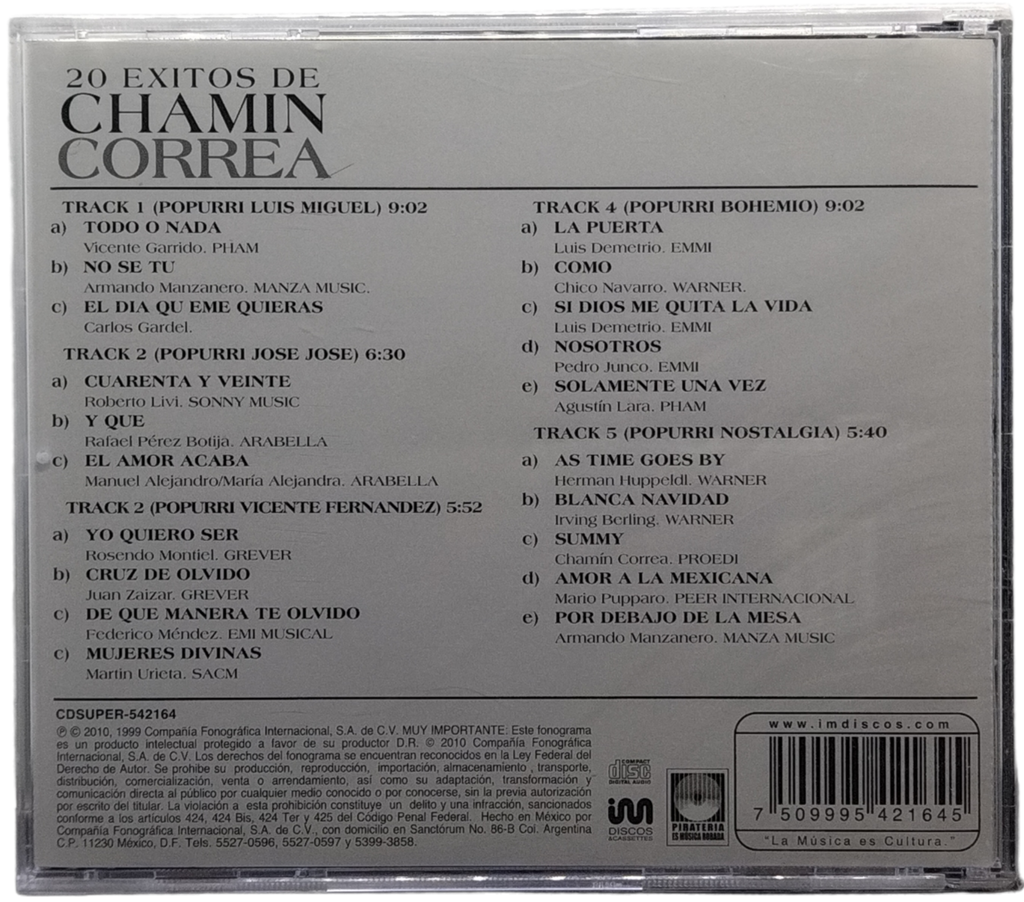 20 EXITOS DE
CHAMIN
CORREA
TRACK 1 (POPURRI LUIS MIGUEL) 9:02
a) TODO O NADA
Vicente Garrido. PHAM
b) NO SE TU
Armando Manzanero. MANZA MUSIC.
c) EL DIA QU EME QUIERAS
Carlos Gardel.
TRACK 2 (POPURRI JOSE JOSE) 6:30
a) CUARENTA Y VEINTE
Roberto Livi. SONNY MUSIC
b) Y QUE
Rafael Pérez Botija. ARABELLA
c) EL AMOR ACABA
Manuel Alejandro/María Alejandra. ARABELLA
TRACK 2 (POPURRI VICENTE FERNANDEZ) 5:52
a) YO QUIERO SER
Rosendo Montiel. GREVER
b) CRUZ DE OLVIDO
Juan Zaizar. GREVER
c) DE QUE MANERA TE OLVIDO
Federico Méndez. EMI MUSICAL
c) MUJERES DIVINAS
Martin Urieta. SACM
TRACK 4 (POPURRI BOHEMIO) 9:02
a) LA PUERTA
Luis Demetrio. EMMI
b) COMO
Chico Navarro. WARNER.
c) SI DIOS ME QUITA LA VIDA
Luis Demetrio. EMMI
d) NOSOTROS
Pedro Junco. EMMI
e) SOLAMENTE UNA VEZ
Agustín Lara. PHAM
TRACK 5 (POPURRI NOSTALGIA) 5:40
a) AS TIME GOES BY
Herman Huppeldl. WARNER
b) BLANCA NAVIDAD
Irving Berling. WARNER
c) SUMMY
Chamín Correa. PROEDI
d) AMOR A LA MEXICANA
Mario Pupparo. PEER INTERNACIONAL
e) POR DEBAJO DE LA MESA
Armando Manzanero. MANZA MUSIC
CDSUPER-542164
℗ © 2010, 1999 Compañía Fonográfica Internacional, S.A. de C.V. MUY IMPORTANTE: Este fonograma
es un producto intelectual protegido a favor de su productor D.R. © 2010 Compañía Fonográfica
Internacional, S.A. de C.V. Los derechos del fonograma se encuentran reconocidos en la Ley Federal del
Derecho de Autor. Se prohibe su producción, reproducción, importación, almacenamiento, transporte,
distribución, comercialización, venta o arrendamiento, así como su adaptación, transformación y
comunicación directa al público por cualquier medio conocido o por conocerse, sin la previa autorización
por escrito del titular. La violación a esta prohibición constituye un delito y una infracción, sancionados
conforme a los artículos 424, 424 Bis, 424 Ter y 425 del Código Penal Federal. Hecho en México por
Compañía Fonográfica Internacional, S.A. de C.V., con domicilio en Sanctórum No. 86-B Col. Argentina
C.P. 11230 México, D.F. Tels. 5527-0596, 5527-0597 y 5399-3858.
COMPACT
disc
DIGITAL AUDIO
im
DISCOS
&CASSETTES
PIRATERIA
ES MUSICA ROBADA
www.imdiscos.com
7 509995 421645
"La Música es Cultura."